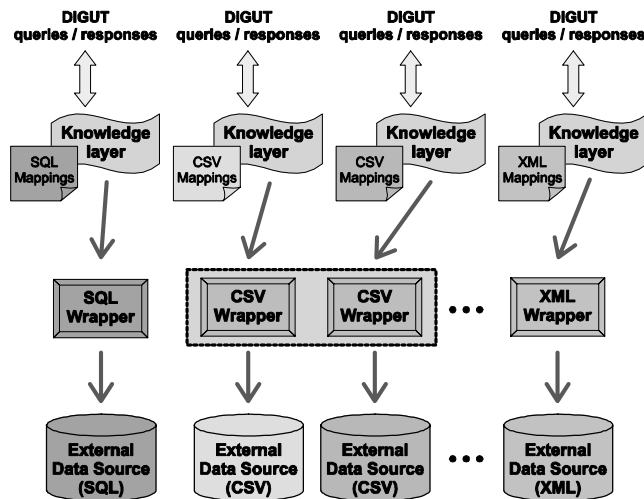 DIGUT
queries / responses
DIGUT
queries / responses
DIGUT
queries / responses
DIGUT
queries / responses
Knowledge
layer
SQL
Mappings
Knowledge
layer
CSV
Mappings
Knowledge
layer
CSV
Mappings
Knowledge
layer
XML
Mappings
SQL
Wrapper
CSV
Wrapper
CSV
Wrapper
XML
Wrapper
External
Data Source
(SQL)
External
Data Source
(CSV)
External
Data Source
(CSV)
External
Data Source
(XML)